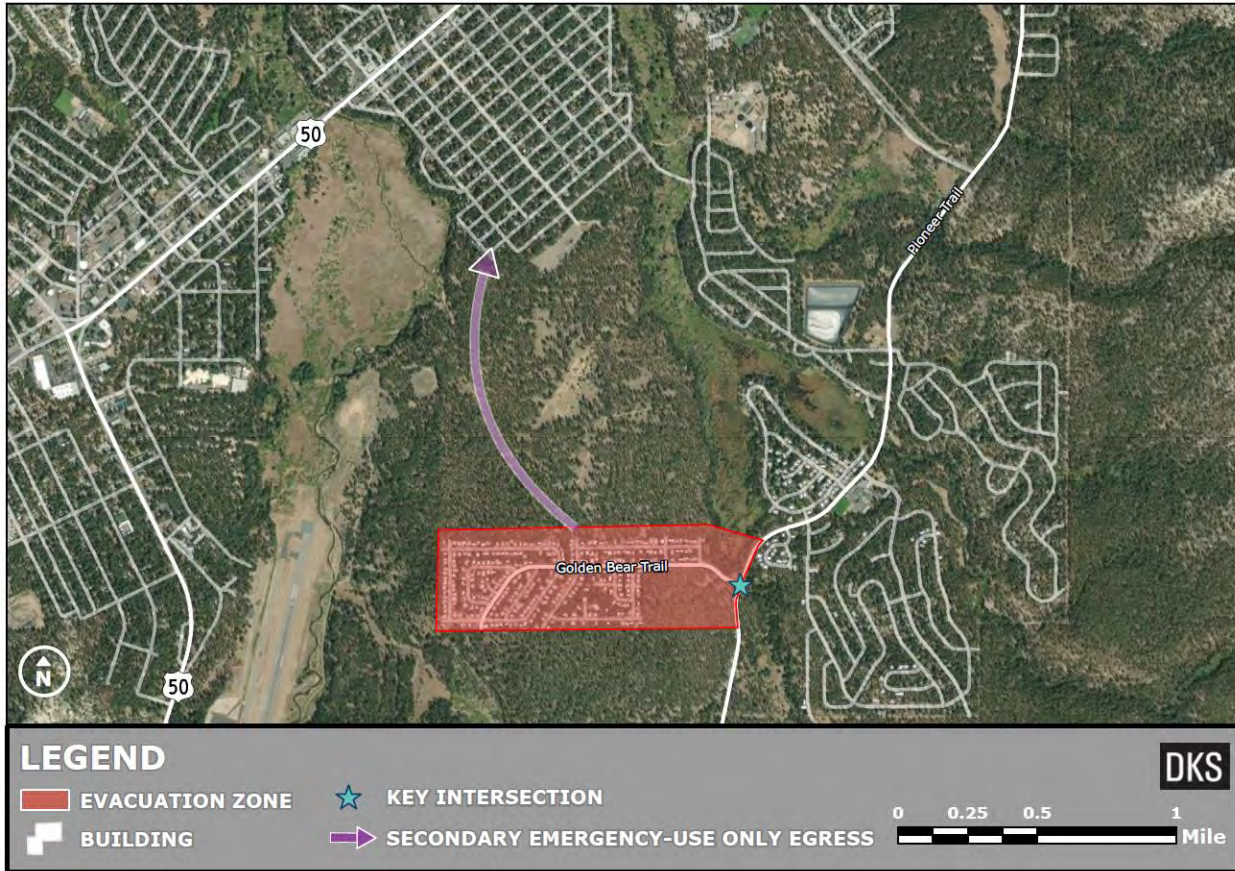 50
Pioneer Trail
Golden Bear Trail
50
N
LEGEND
EVACUATION ZONE
BUILDING
KEY INTERSECTION
SECONDARY EMERGENCY-USE ONLY EGRESS
DKS
0 0.25 0.5 1
Mile